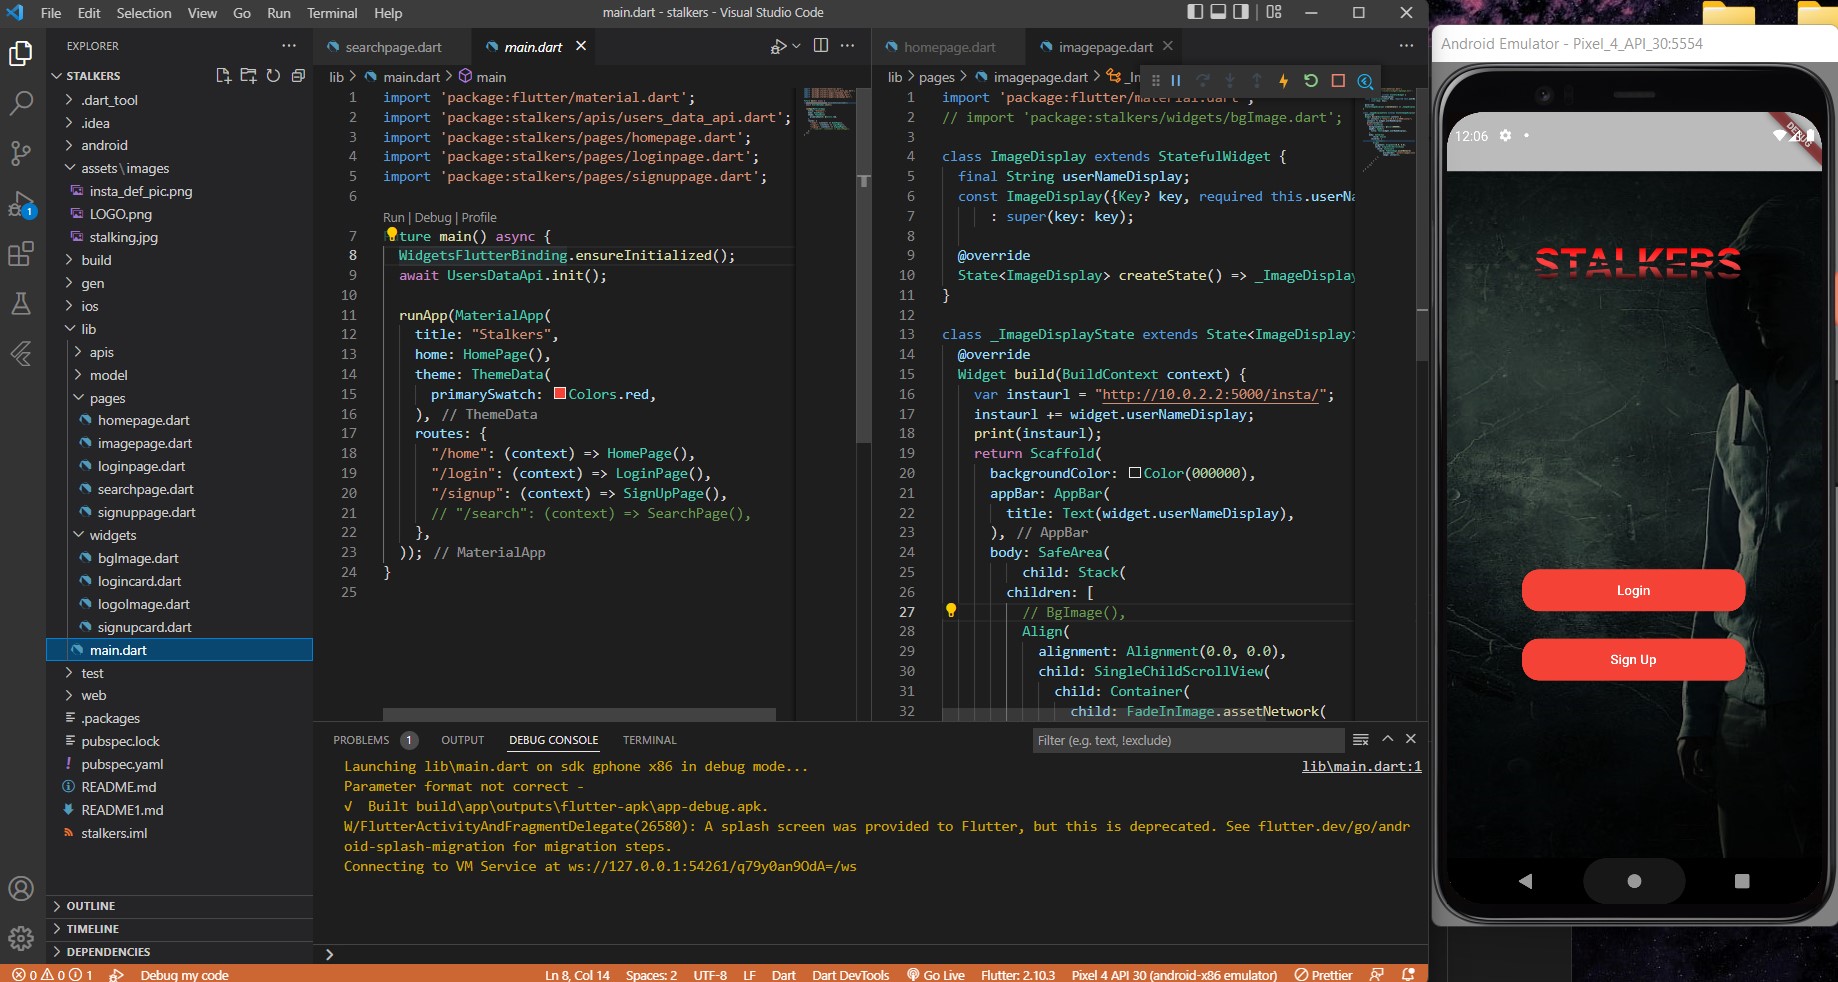 File Edit Selection View Go Run Terminal Help
main.dart - stalkers - Visual Studio Code
EXPLORER
STALKERS
.dart_tool
.idea
android
assets\images
insta_def_pic.png
LOGO.png
stalking.jpg
build
gen
ios
lib
apis
model
pages
homepage.dart
imagepage.dart
loginpage.dart
searchpage.dart
signuppage.dart
widgets
bgImage.dart
logincard.dart
logoImage.dart
signupcard.dart
main.dart
test
web
.packages
pubspec.lock
pubspec.yaml
README.md
README1.md
stalkers.iml
OUTLINE
TIMELINE
DEPENDENCIES
1
searchpage.dart
main.dart
lib > main.dart > main
1 import 'package:flutter/material.dart';
2 import 'package:stalkers/apis/users_data_api.dart';
3 import 'package:stalkers/pages/homepage.dart';
4 import 'package:stalkers/pages/loginpage.dart';
5 import 'package:stalkers/pages/signuppage.dart';
6
Run | Debug | Profile
7 ture main() async {
8 WidgetsFlutterBinding.ensureInitialized();
9 await UsersDataApi.init();
10
11 runApp(MaterialApp(
12 title: "Stalkers",
13 home: HomePage(),
14 theme: ThemeData(
15 primarySwatch: Colors.red,
16 ), // ThemeData
17 routes: {
18 "/home": (context) => HomePage(),
19 "/login": (context) => LoginPage(),
20 "/signup": (context) => SignUpPage(),
21 // "/search": (context) => SearchPage(),
22 },
23 )); // MaterialApp
24 }
25
homepage.dart
imagepage.dart
lib > pages > imagepage.dart > _In
1 import 'package:flutter/material.dart';
2 // import 'package:stalkers/widgets/bgImage.dart';
3
4 class ImageDisplay extends StatefulWidget {
5 final String userNameDisplay;
6 const ImageDisplay({Key? key, required this.userNa
7 : super(key: key);
8
9 @override
10 State<ImageDisplay> createState() => _ImageDisplay
11 }
12
13 class _ImageDisplayState extends State<ImageDisplay>
14 @override
15 Widget build(BuildContext context) {
16 var instaurl = "http://10.0.2.2:5000/insta/";
17 instaurl += widget.userNameDisplay;
18 print(instaurl);
19 return Scaffold(
20 backgroundColor: Color(000000),
21 appBar: AppBar(
22 title: Text(widget.userNameDisplay),
23 ), // AppBar
24 body: SafeArea(
25 child: Stack(
26 children: [
27 // BgImage(),
28 Align(
29 alignment: Alignment(0.0, 0.0),
30 child: SingleChildScrollView(
31 child: Container(
32 child: FadeInImage.assetNetwork(
PROBLEMS 1 OUTPUT DEBUG CONSOLE TERMINAL
Filter (e.g. text, !exclude)
Launching lib\main.dart on sdk gphone x86 in debug mode...
lib\main.dart:1
Parameter format not correct -
√ Built build\app\outputs\flutter-apk\app-debug.apk.
W/FlutterActivityAndFragmentDelegate(26580): A splash screen was provided to Flutter, but this is deprecated. See flutter.dev/go/andr
oid-splash-migration for migration steps.
Connecting to VM Service at ws://127.0.0.1:54261/q79y0an9OdA=/ws
0 0 1 Debug my code
Ln 8, Col 14 Spaces: 2 UTF-8 LF Dart Dart DevTools Go Live Flutter: 2.10.3 Pixel 4 API 30 (android-x86 emulator) Prettier
Android Emulator - Pixel_4_API_30:5554
12:06
DEBUG
STALKERS
Login
Sign Up